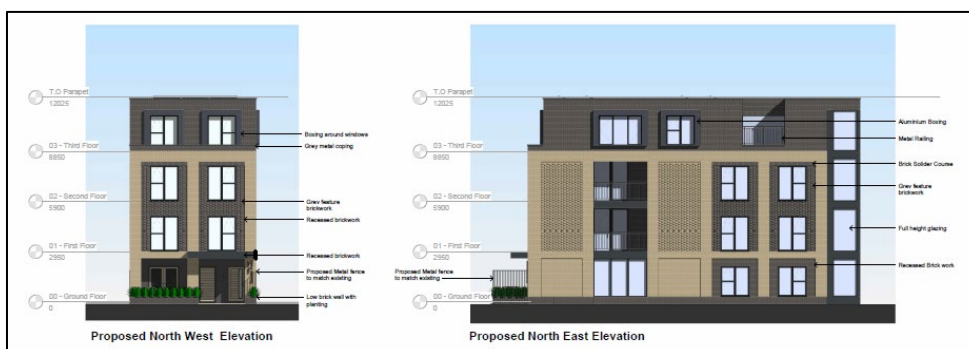 T.O Parapet
12025
Boxing around windows
Grey metal coping
03 - Third Floor
8850
02 - Second Floor
5900
Grey feature
brickwork
Recessed brickwork
01 - First Floor
2950
Recessed brickwork
Proposed Metal fence
to match existing
Low brick wall with
planting
00 - Ground Floor
0
Proposed North West Elevation
T.O Parapet
12025
Aluminium Boxing
Metal Railing
03 - Third Floor
8850
Brick Solider Course
Grey feature
brickwork
02 - Second Floor
5900
Full height glazing
01 - First Floor
2950
Recessed Brick work
Proposed Metal fence
to match existing
00 - Ground Floor
0
Proposed North East Elevation